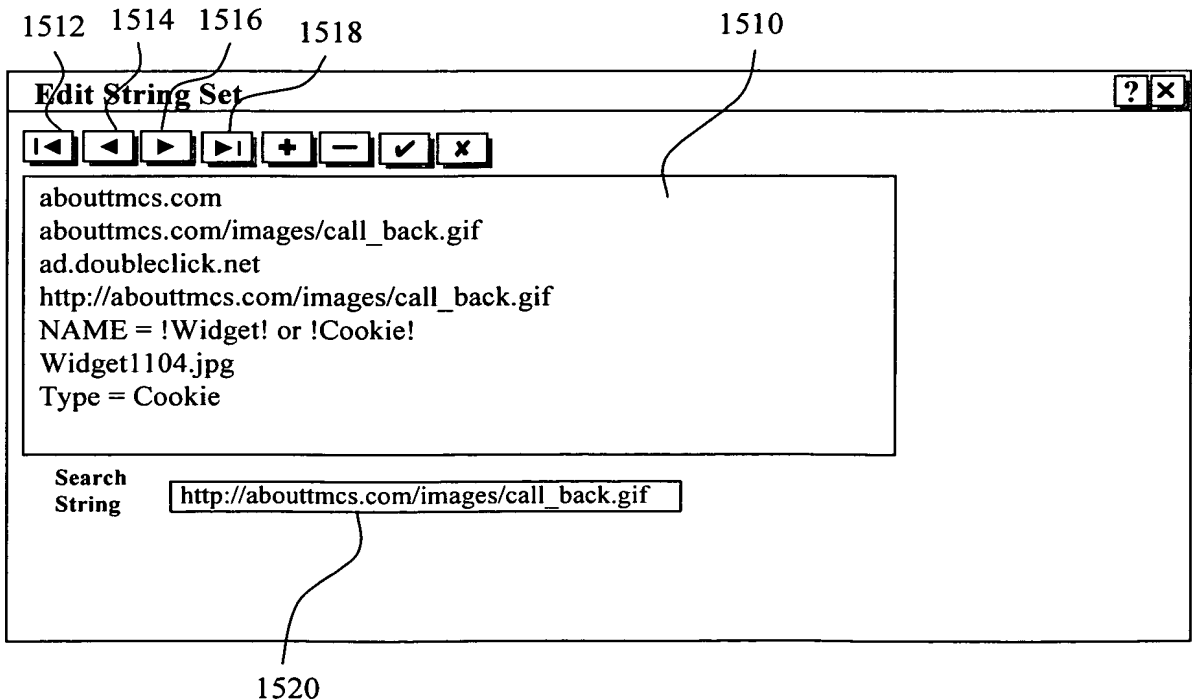 1512 1514 1516 1518 1510
Edit String Set ? ×
abouttmcs.com
abouttmcs.com/images/call_back.gif
ad.doubleclick.net
http://abouttmcs.com/images/call_back.gif
NAME = !Widget! or !Cookie!
Widget1104.jpg
Type = Cookie
Search
String
http://abouttmcs.com/images/call_back.gif
1520